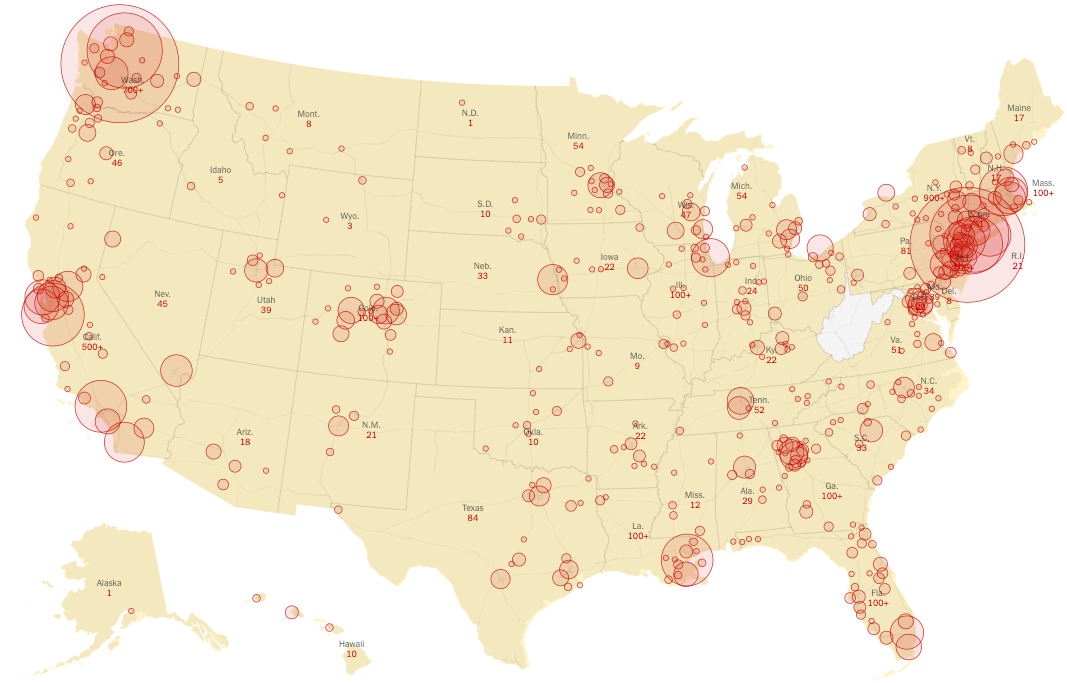 Wash.
700+
Ore.
46
Idaho
5
Mont.
8
N.D.
1
Minn.
54
Wis.
47
Mich.
54
Vt.
8
N.H.
17
Maine
17
Mass.
100+
N.Y.
900+
Conn.
R.I.
21
Pa.
81
S.D.
10
Wyo.
3
Neb.
33
Iowa
22
Ill.
100+
Ind.
24
Ohio
50
Md.
39
Del.
8
Nev.
45
Utah
39
Colo.
100+
Calif.
500+
Kan.
11
Mo.
9
Ky.
22
Va.
51
Ariz.
18
N.M.
21
Okla.
10
Ark.
22
Tenn.
52
N.C.
34
S.C.
33
Texas
84
La.
100+
Miss.
12
Ala.
29
Ga.
100+
Fla.
100+
Alaska
1
Hawaii
10